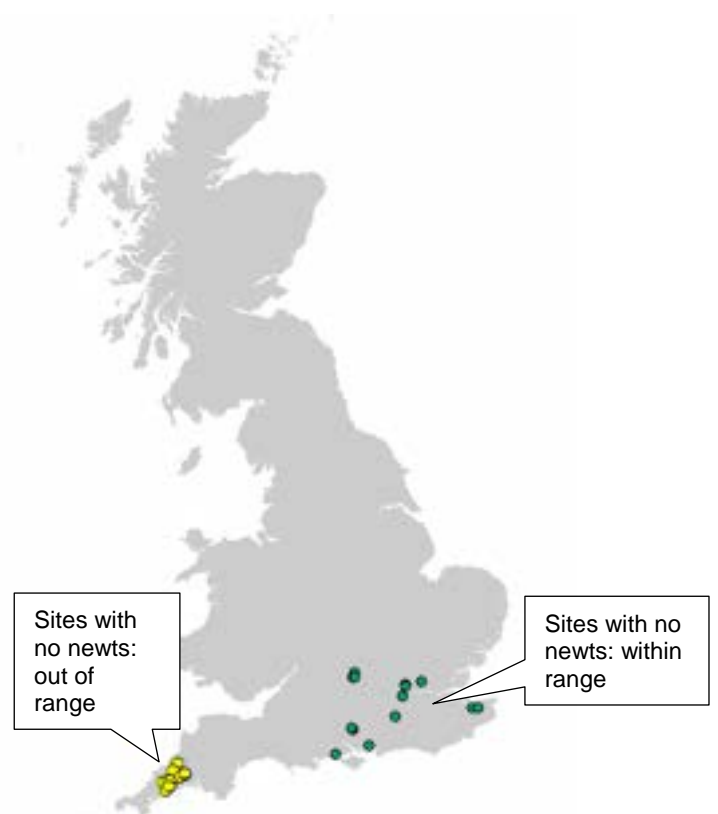 Sites with
no newts:
out of
range
Sites with no
newts: within
range